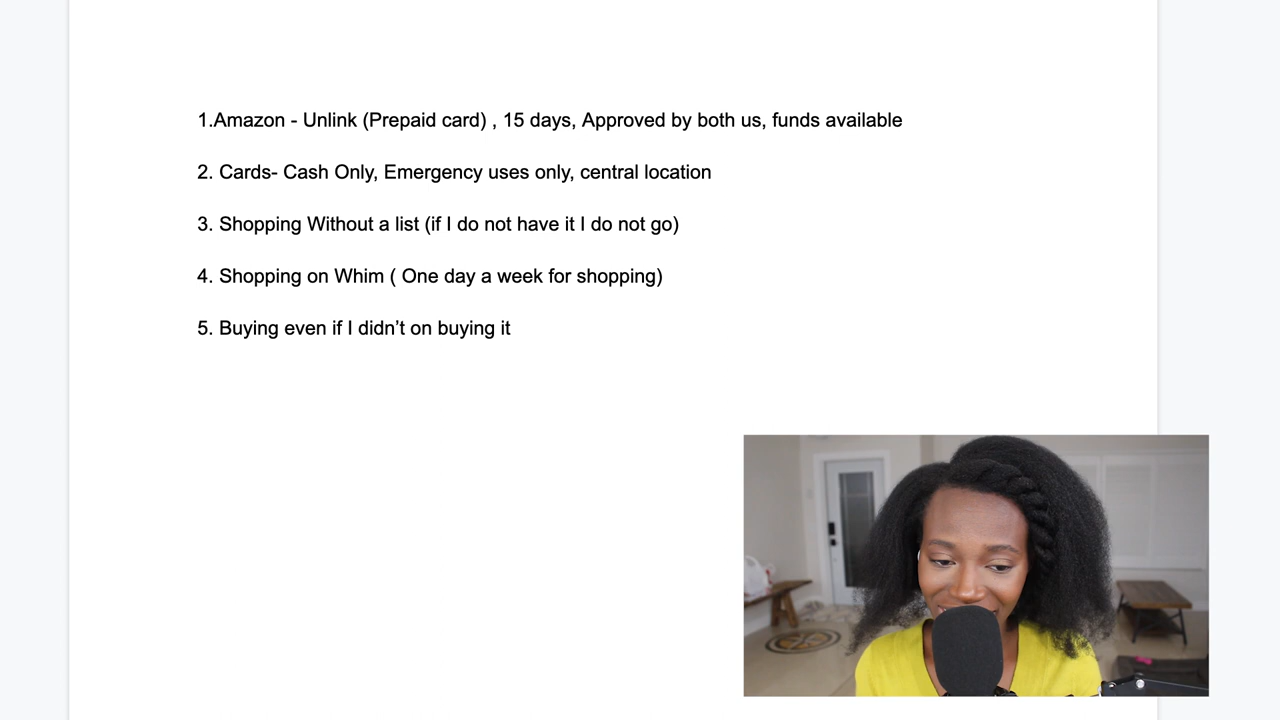 1.Amazon - Unlink (Prepaid card) , 15 days, Approved by both us, funds available
2. Cards- Cash Only, Emergency uses only, central location
3. Shopping Without a list (if I do not have it I do not go)
4. Shopping on Whim ( One day a week for shopping)
5. Buying even if I didn’t on buying it